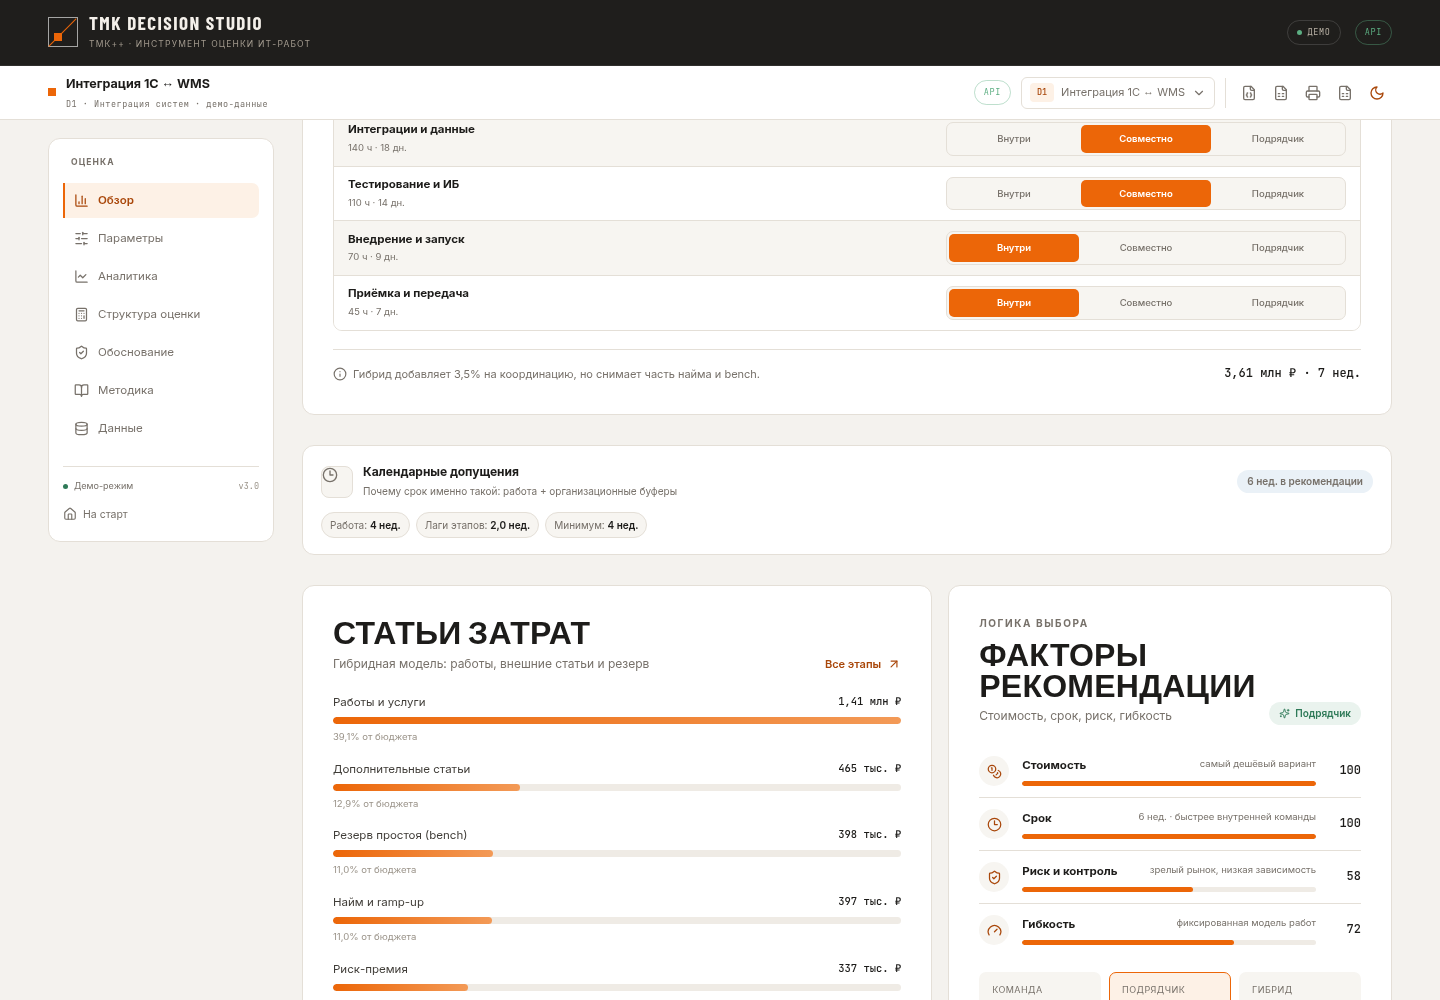 TMK DECISION STUDIO
ТМК++ · ИНСТРУМЕНТ ОЦЕНКИ ИТ-РАБОТ
ДЕМО
API
Интеграция 1С ↔ WMS
D1 · Интеграция систем · демо-данные
API
D1 Интеграция 1С ↔ WMS
ОЦЕНКА
Обзор
Параметры
Аналитика
Структура оценки
Обоснование
Методика
Данные
Демо-режим v3.0
На старт
Интеграции и данные
140 ч · 18 дн.
Внутри Совместно Подрядчик
Тестирование и ИБ
110 ч · 14 дн.
Внутри Совместно Подрядчик
Внедрение и запуск
70 ч · 9 дн.
Внутри Совместно Подрядчик
Приёмка и передача
45 ч · 7 дн.
Внутри Совместно Подрядчик
Гибрид добавляет 3,5% на координацию, но снимает часть найма и bench.
3,61 млн ₽ · 7 нед.
Календарные допущения
Почему срок именно такой: работа + организационные буферы
6 нед. в рекомендации
Работа: 4 нед. Лаги этапов: 2,0 нед. Минимум: 4 нед.
СТАТЬИ ЗАТРАТ
Гибридная модель: работы, внешние статьи и резерв
Все этапы
Работы и услуги 1,41 млн ₽
39,1% от бюджета
Дополнительные статьи 465 тыс. ₽
12,9% от бюджета
Резерв простоя (bench) 398 тыс. ₽
11,0% от бюджета
Найм и ramp-up 397 тыс. ₽
11,0% от бюджета
Риск-премия 337 тыс. ₽
ЛОГИКА ВЫБОРА
ФАКТОРЫ
РЕКОМЕНДАЦИИ
Стоимость, срок, риск, гибкость
Подрядчик
Стоимость самый дешёвый вариант 100
Срок 6 нед. · быстрее внутренней команды 100
Риск и контроль зрелый рынок, низкая зависимость 58
Гибкость фиксированная модель работ 72
КОМАНДА ПОДРЯДЧИК ГИБРИД